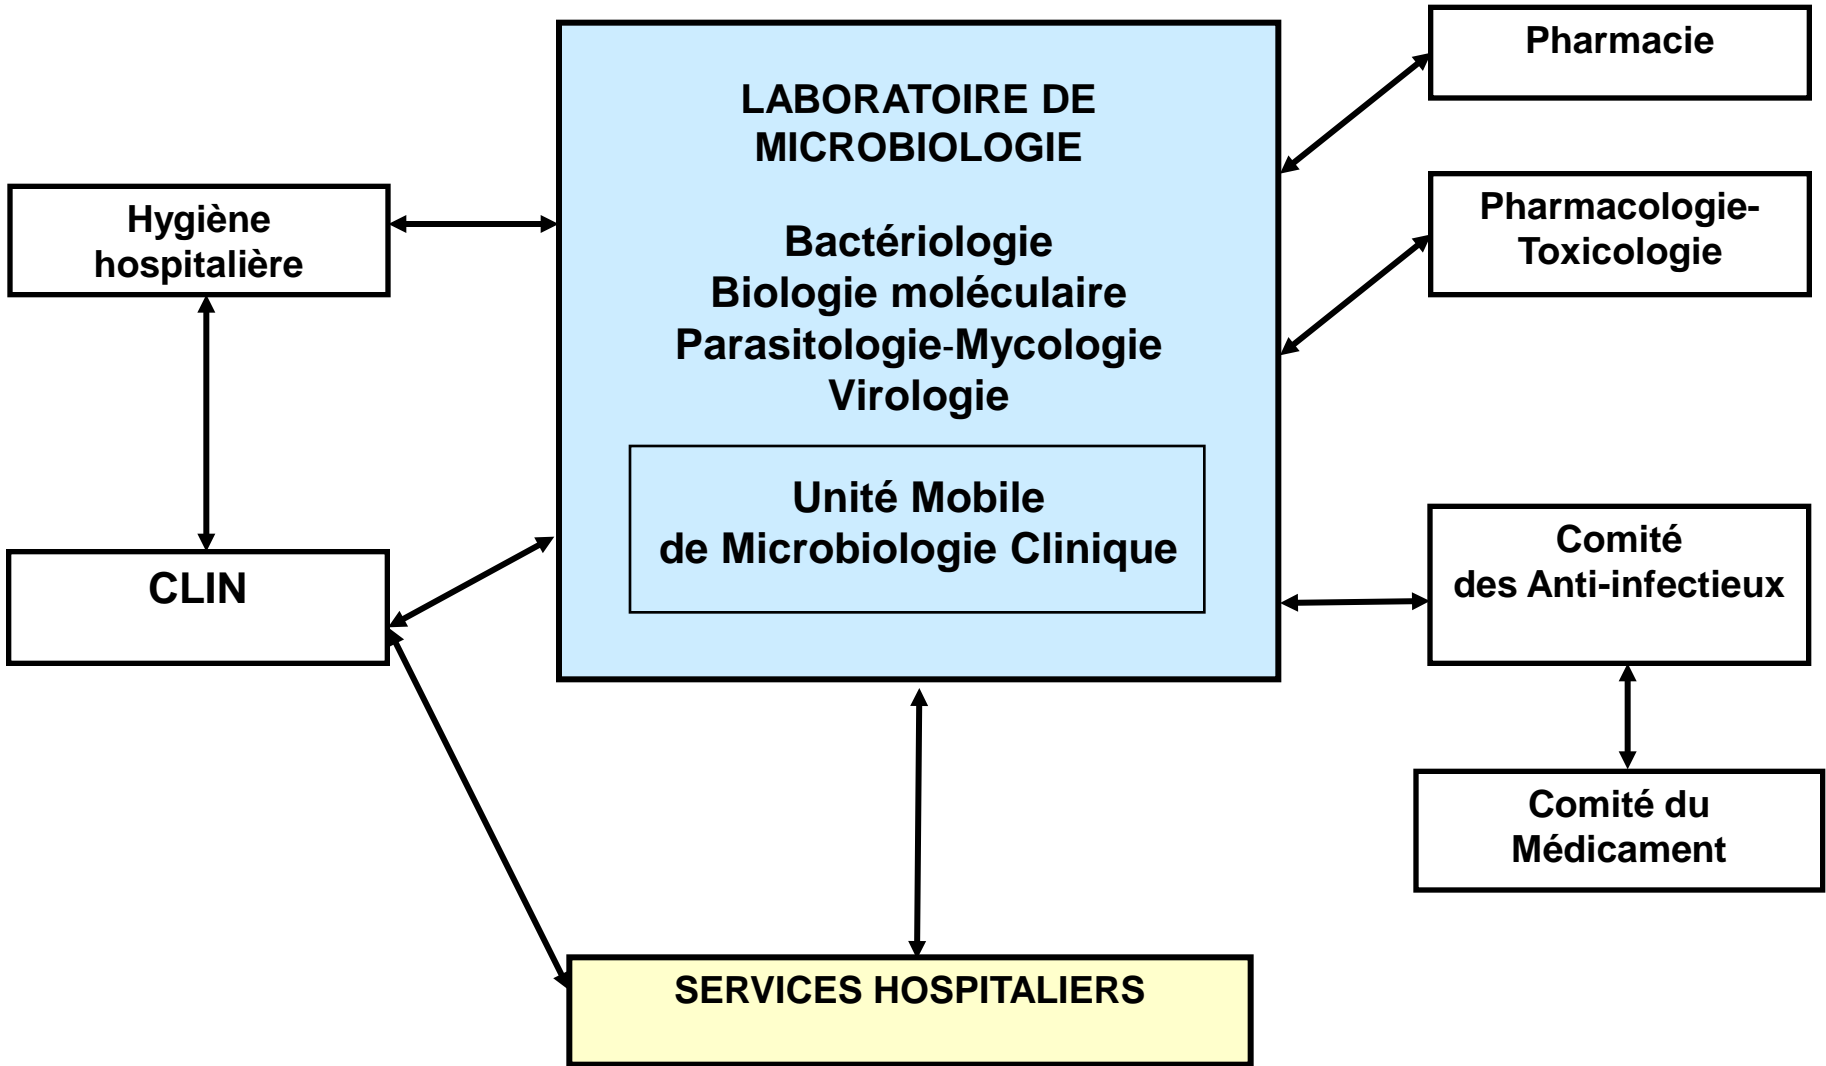 Pharmacie
LABORATOIRE DE
MICROBIOLOGIE
Pharmacologie-
Toxicologie
Hygiène
hospitalière
Bactériologie
Biologie moléculaire
Parasitologie-Mycologie
Virologie
Unité Mobile
de Microbiologie Clinique
Comité
des Anti-infectieux
CLIN
Comité du
Médicament
SERVICES HOSPITALIERS